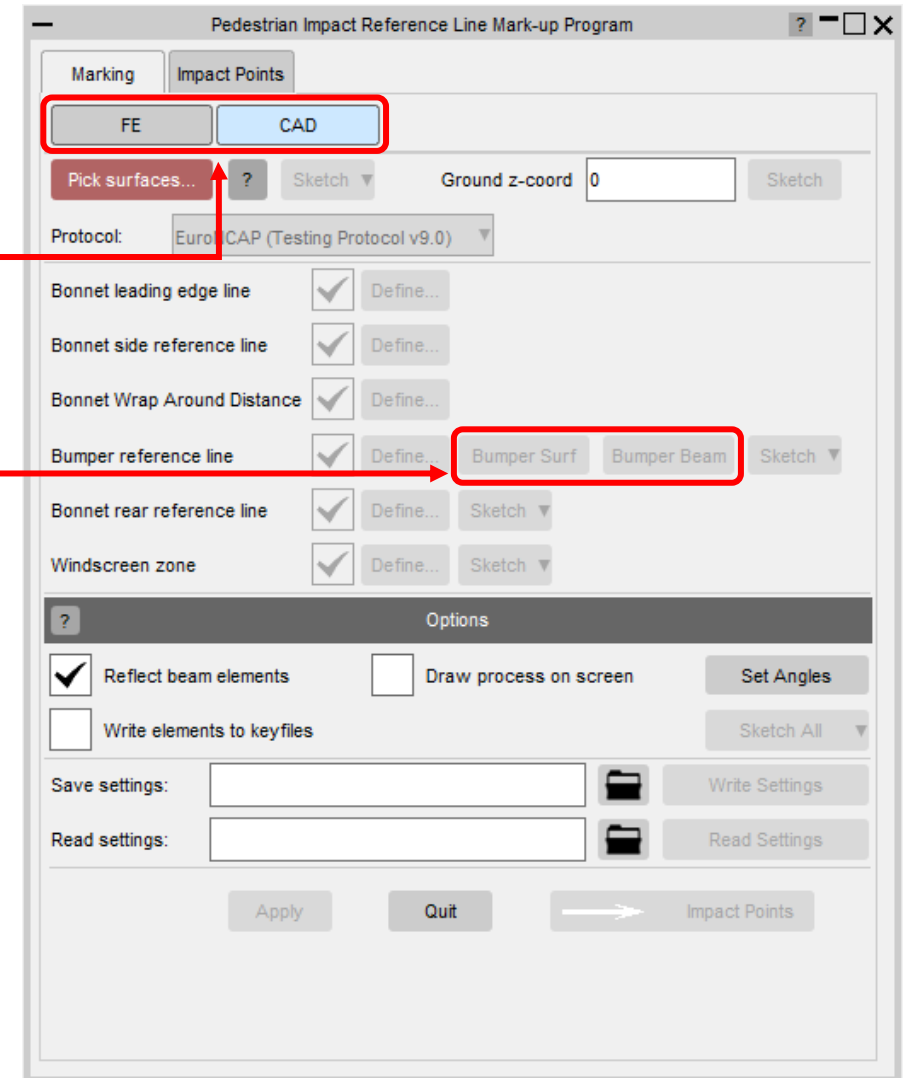 Pedestrian Impact Reference Line Mark-up Program ?
Marking Impact Points
FE CAD
Pick surfaces... ? Sketch Ground z-coord 0 Sketch
Protocol: EuroNCAP (Testing Protocol v9.0)
Bonnet leading edge line Define...
Bonnet side reference line Define...
Bonnet Wrap Around Distance Define...
Bumper reference line Define... Bumper Surf Bumper Beam Sketch
Bonnet rear reference line Define... Sketch
Windscreen zone Define... Sketch
? Options
Reflect beam elements Draw process on screen Set Angles
Write elements to keyfiles Sketch All
Save settings: Write Settings
Read settings: Read Settings
Apply Quit Impact Points